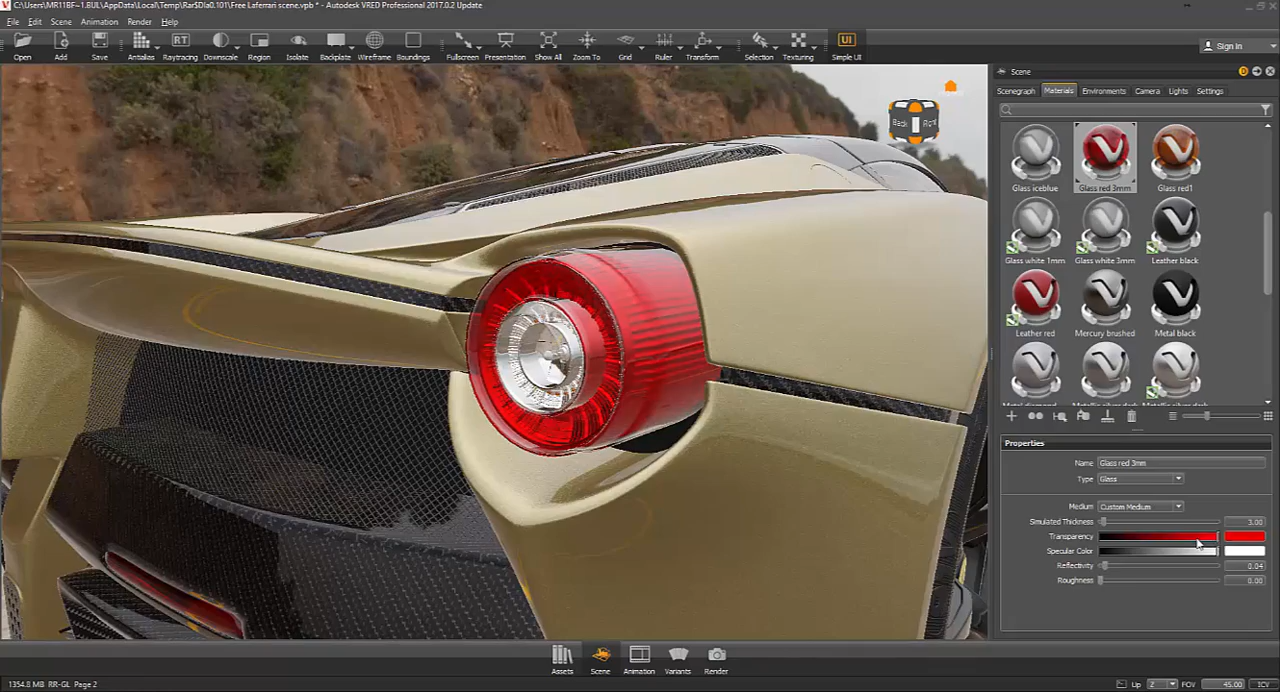 C:\Users\MR11BF~1.BUL\AppData\Local\Temp\Rar$DIa0.101\Free Laferrari scene.vpb * - Autodesk VRED Professional 2017.0.2 Update
File Edit Scene Animation Render Help
Open Add Save Antialias Raytracing Downscale Region Isolate Backplate Wireframe Boundings Fullscreen Presentation Show All Zoom To Grid Ruler Transform Selection Texturing Simple UI
RT
UI
Sign In
Scene
Scenegraph Materials Environments Camera Lights Settings
Back Right
Glass iceblue Glass red 3mm Glass red1
Glass white 1mm Glass white 3mm Leather black
Leather red Mercury brushed Metal black
Properties
Name Glass red 3mm
Type Glass
Medium Custom Medium
Simulated Thickness 3.00
Transparency
Specular Color
Reflectivity 0.04
Roughness 0.00
Assets Scene Animation Variants Render
1354.8 MB RR-GL Page 2
Up Z FOV 45.00 ICV